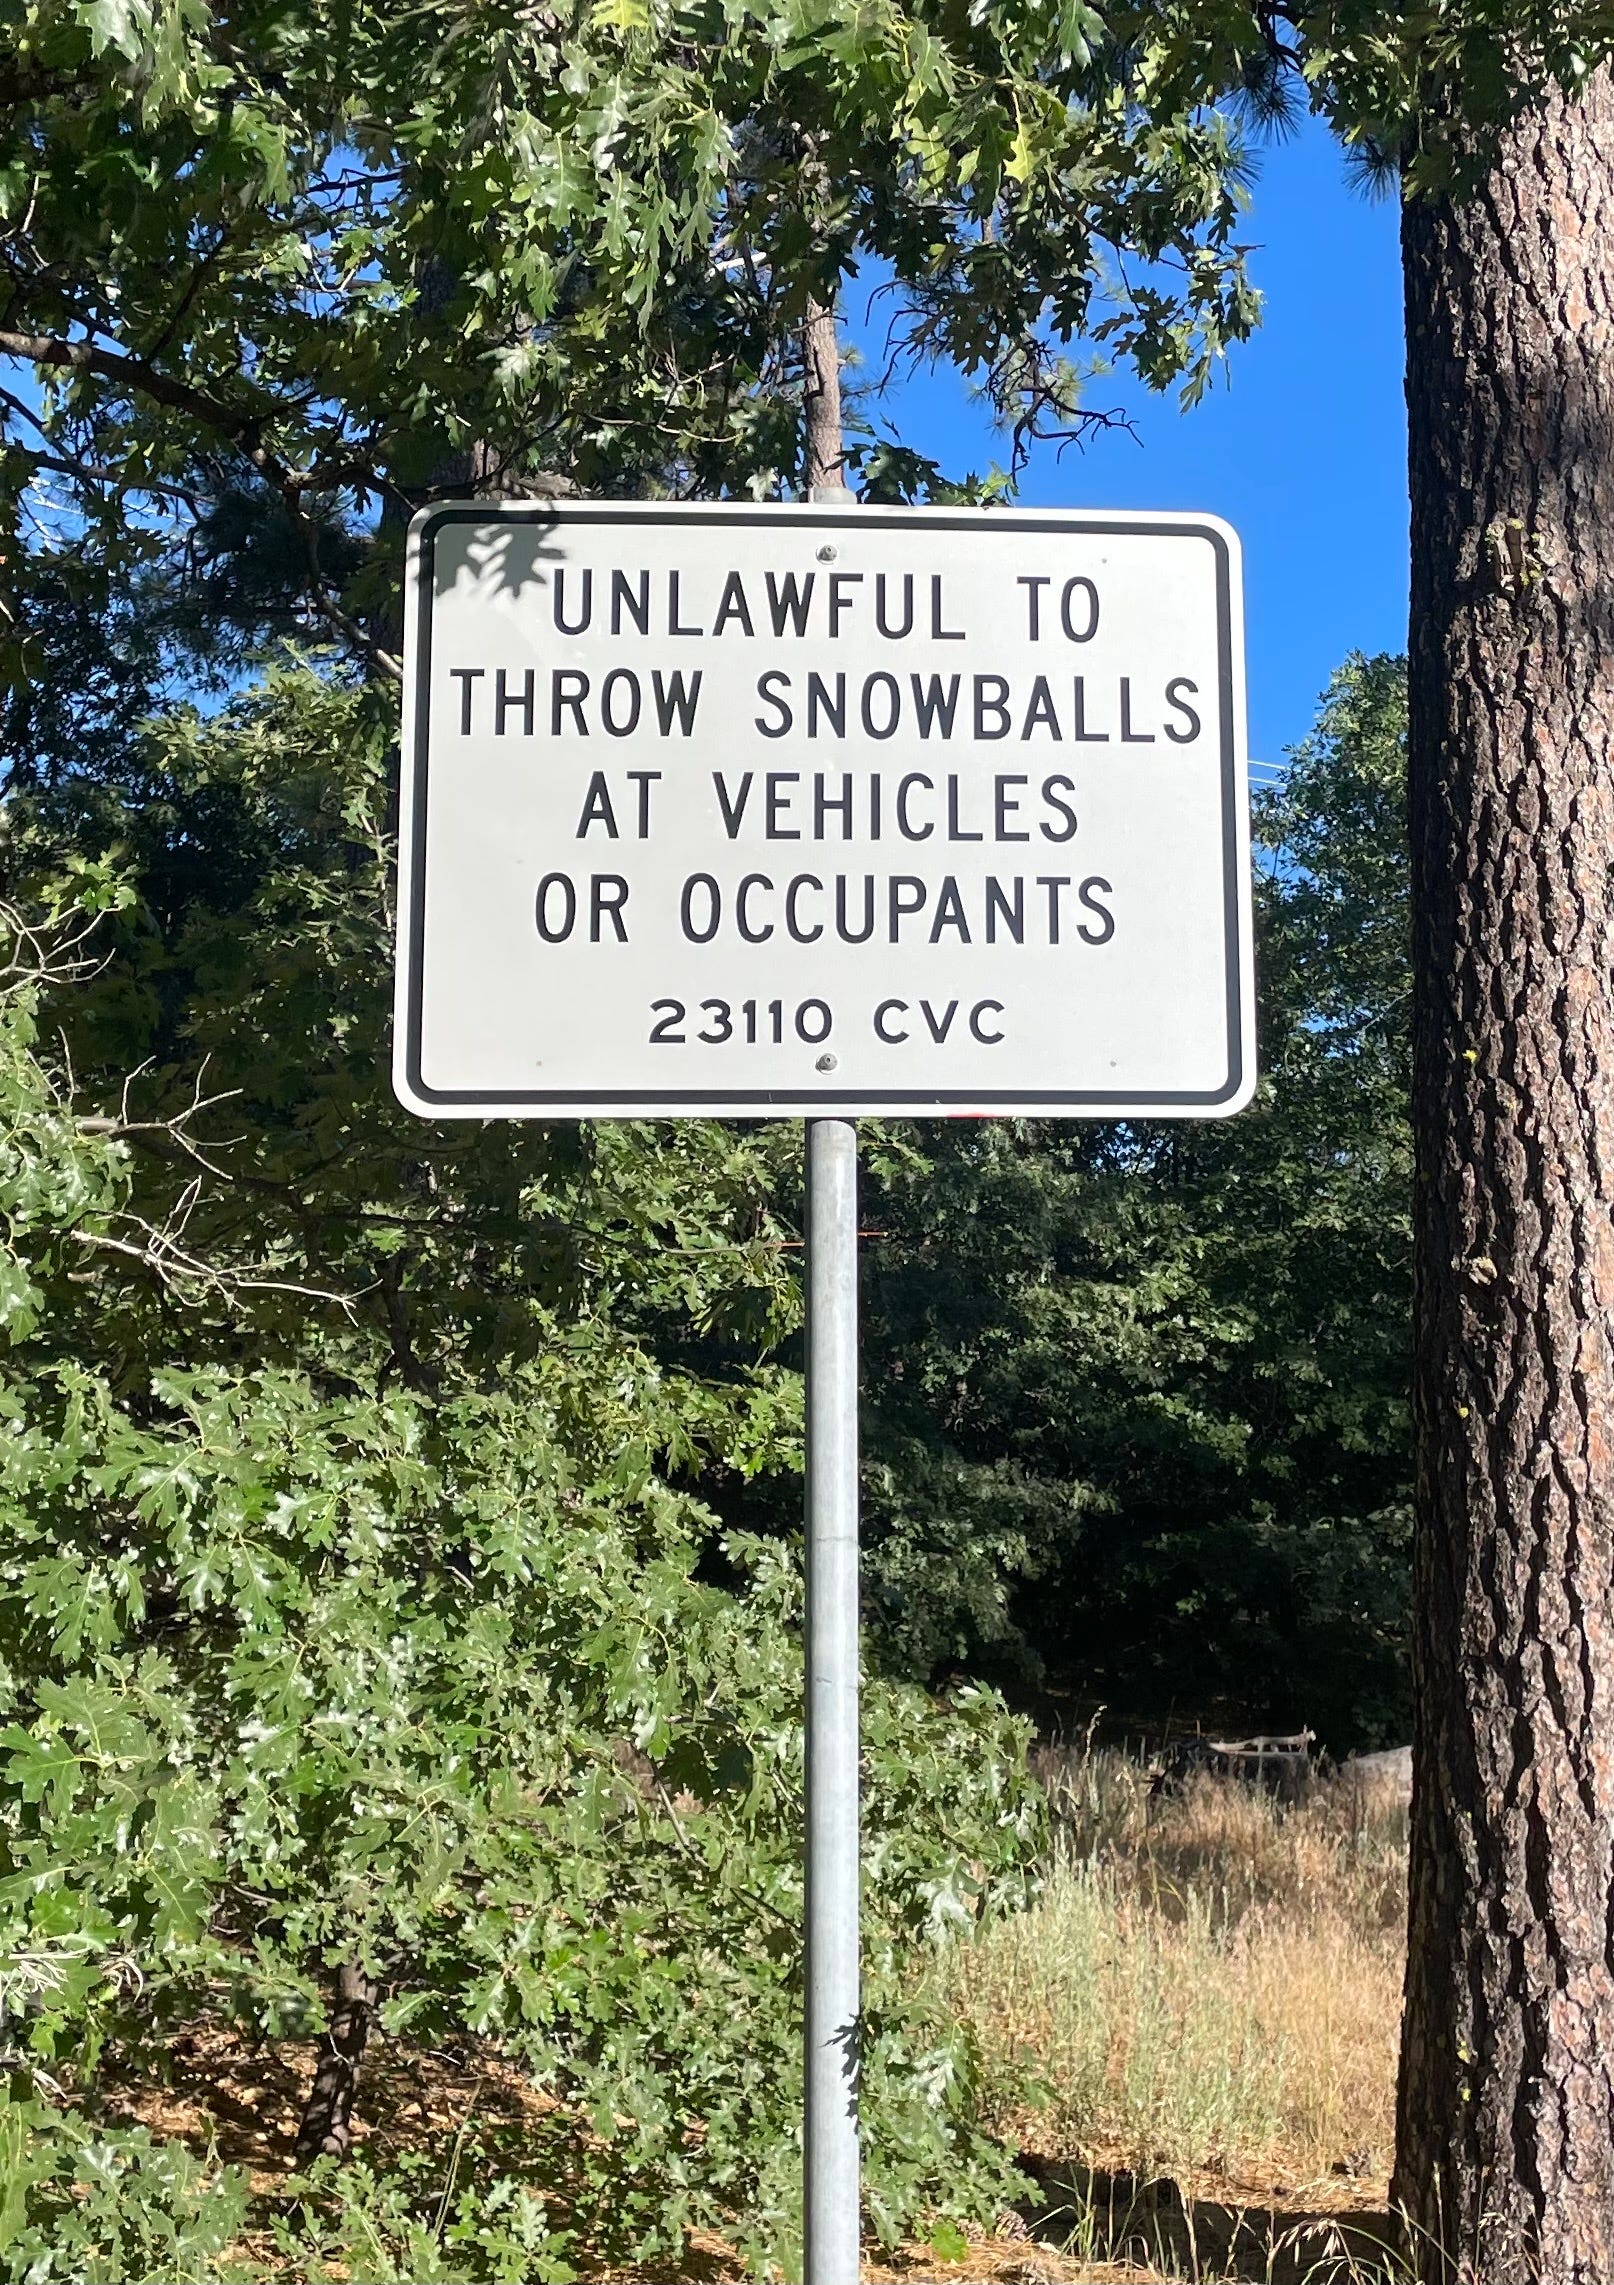 UNLAWFUL TO
THROW SNOWBALLS
AT VEHICLES
OR OCCUPANTS
23110 CVC